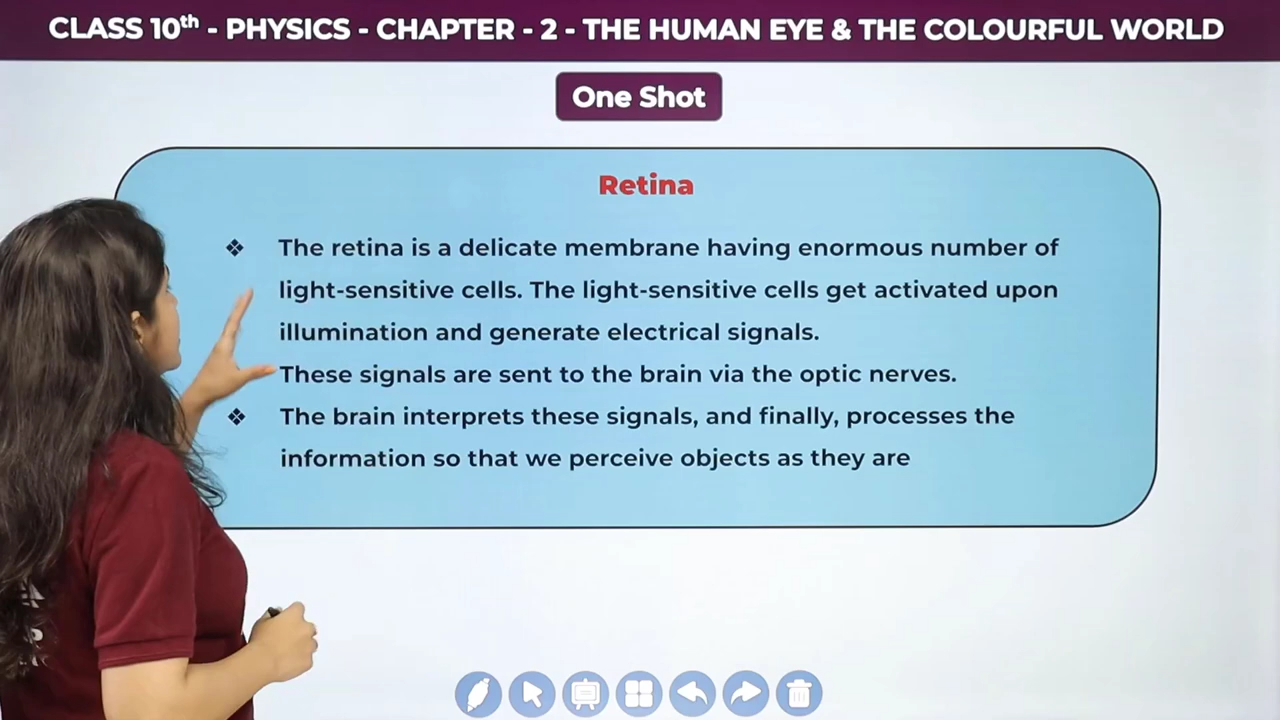 CLASS 10th - PHYSICS - CHAPTER - 2 - THE HUMAN EYE & THE COLOURFUL WORLD
One Shot
Retina
❖ The retina is a delicate membrane having enormous number of
light-sensitive cells. The light-sensitive cells get activated upon
illumination and generate electrical signals.
These signals are sent to the brain via the optic nerves.
❖ The brain interprets these signals, and finally, processes the
information so that we perceive objects as they are